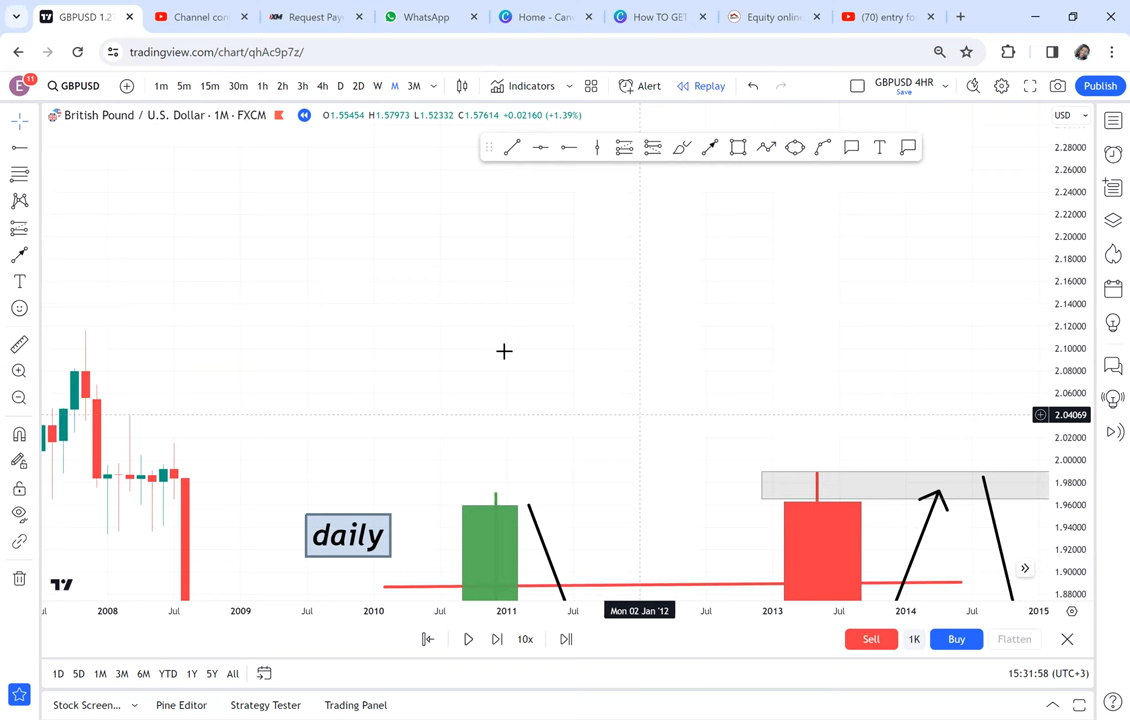 GBPUSD 1.2
Channel con
XM
Request Pay
WhatsApp
Home - Can
How TO GET
Equity online
(70) entry fo
tradingview.com/chart/qhAc9p7z/
E
11
GBPUSD
1m 5m 15m 30m 1h 2h 3h 4h D 2D W M 3M
Indicators
Alert
Replay
GBPUSD 4HR
Save
Publish
British Pound / U.S. Dollar · 1M · FXCM
O1.55454 H1.57973 L1.52332 C1.57614 +0.02160 (+1.39%)
USD
2.28000
2.26000
2.24000
2.22000
2.20000
2.18000
2.16000
2.14000
2.12000
2.10000
2.08000
2.06000
2.04069
2.02000
2.00000
1.98000
1.96000
1.94000
1.92000
1.90000
1.88000
daily
2008 Jul 2009 Jul 2010 Jul 2011 Jul Mon 02 Jan '12 Jul 2013 Jul 2014 Jul 2015
10x
Sell
1K
Buy
Flatten
1D 5D 1M 3M 6M YTD 1Y 5Y All
15:31:58 (UTC+3)
Stock Screen...
Pine Editor
Strategy Tester
Trading Panel